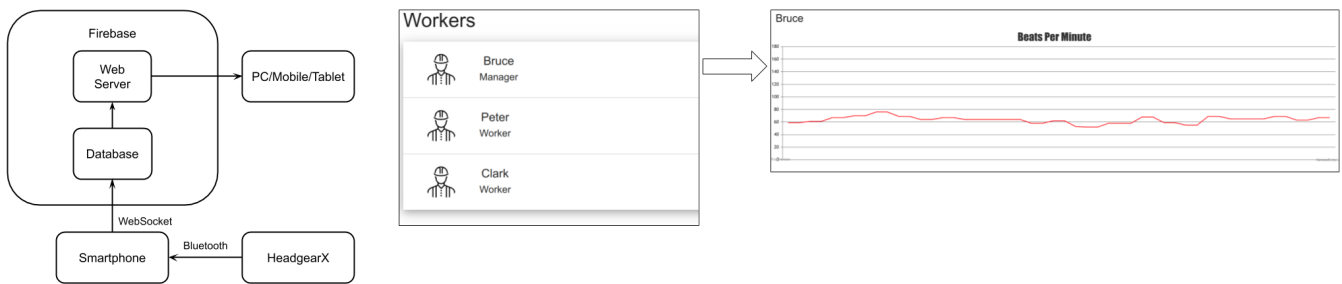 Firebase
Web
Server
PC/Mobile/Tablet
Database
WebSocket
Smartphone
Bluetooth
HeadgearX
Workers
Bruce
Manager
Peter
Worker
Clark
Worker
Bruce
Beats Per Minute
180
160
140
120
100
80
60
40
20
0